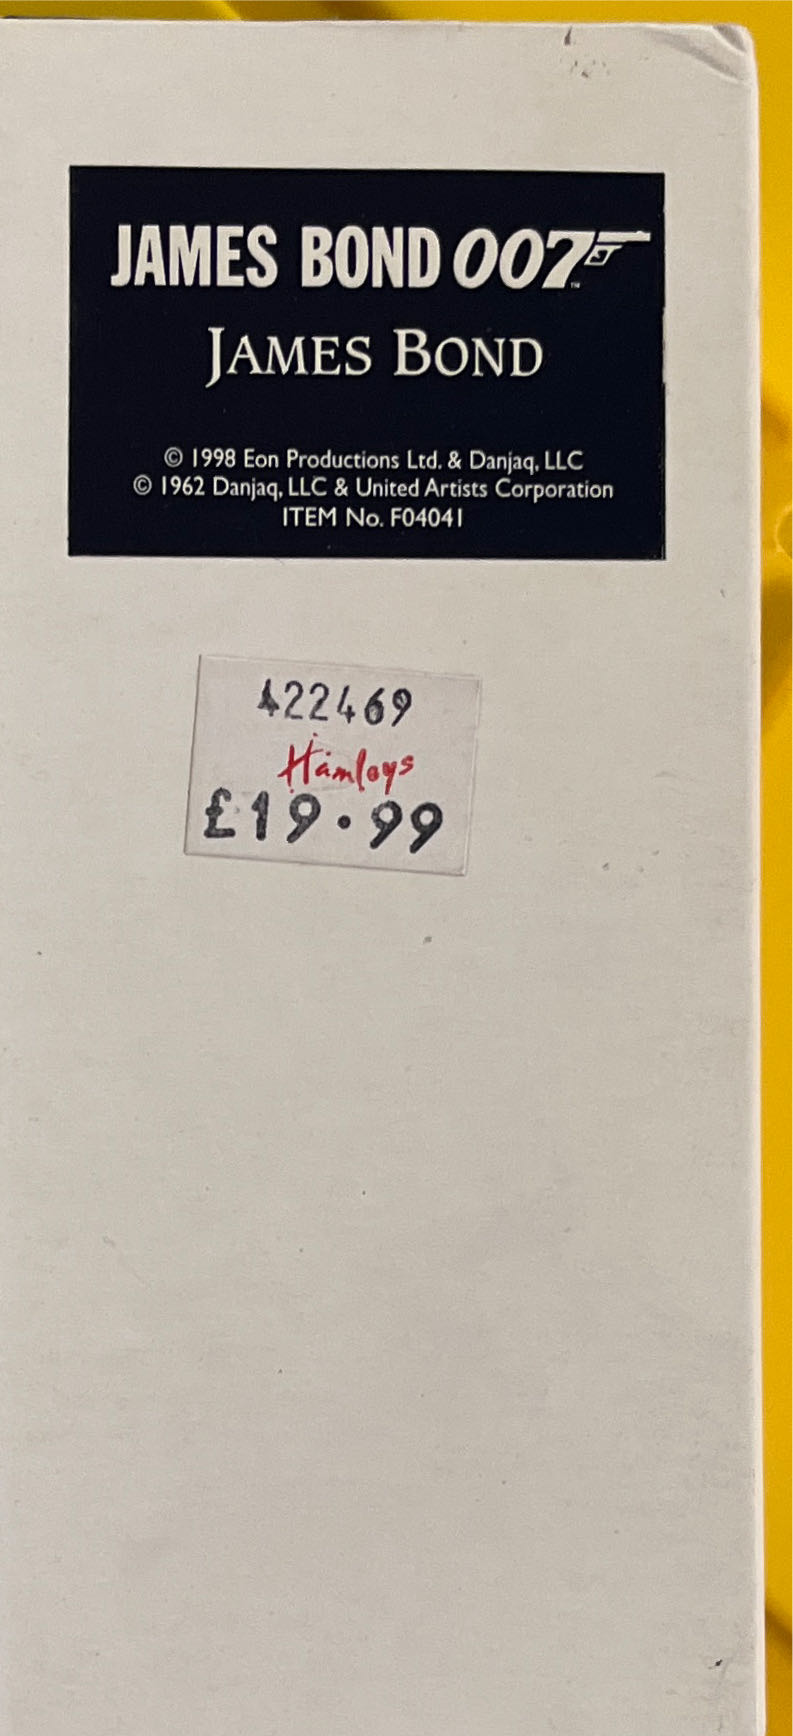 JAMES BOND 007
™
JAMES BOND
© 1998 Eon Productions Ltd. & Danjaq, LLC
© 1962 Danjaq, LLC & United Artists Corporation
ITEM No. F04041
422469
Hamleys
£19.99